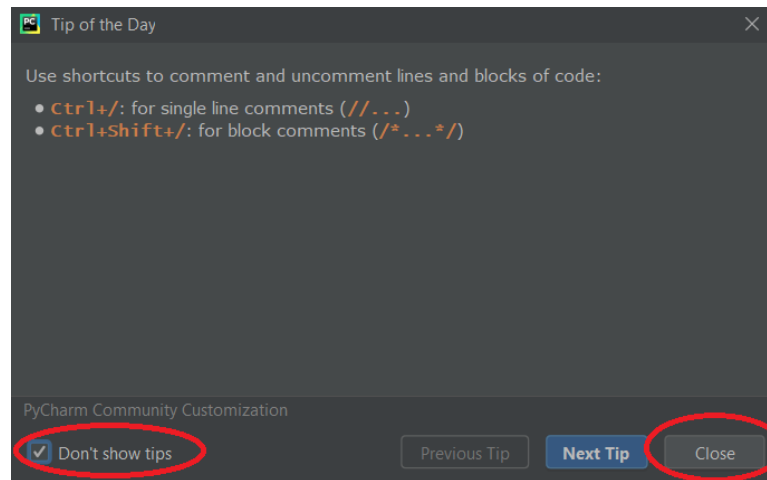 Tip of the Day
Use shortcuts to comment and uncomment lines and blocks of code:
• Ctrl+/: for single line comments (//...)
• Ctrl+Shift+/: for block comments (/*...*/)
PyCharm Community Customization
Don't show tips
Previous Tip
Next Tip
Close